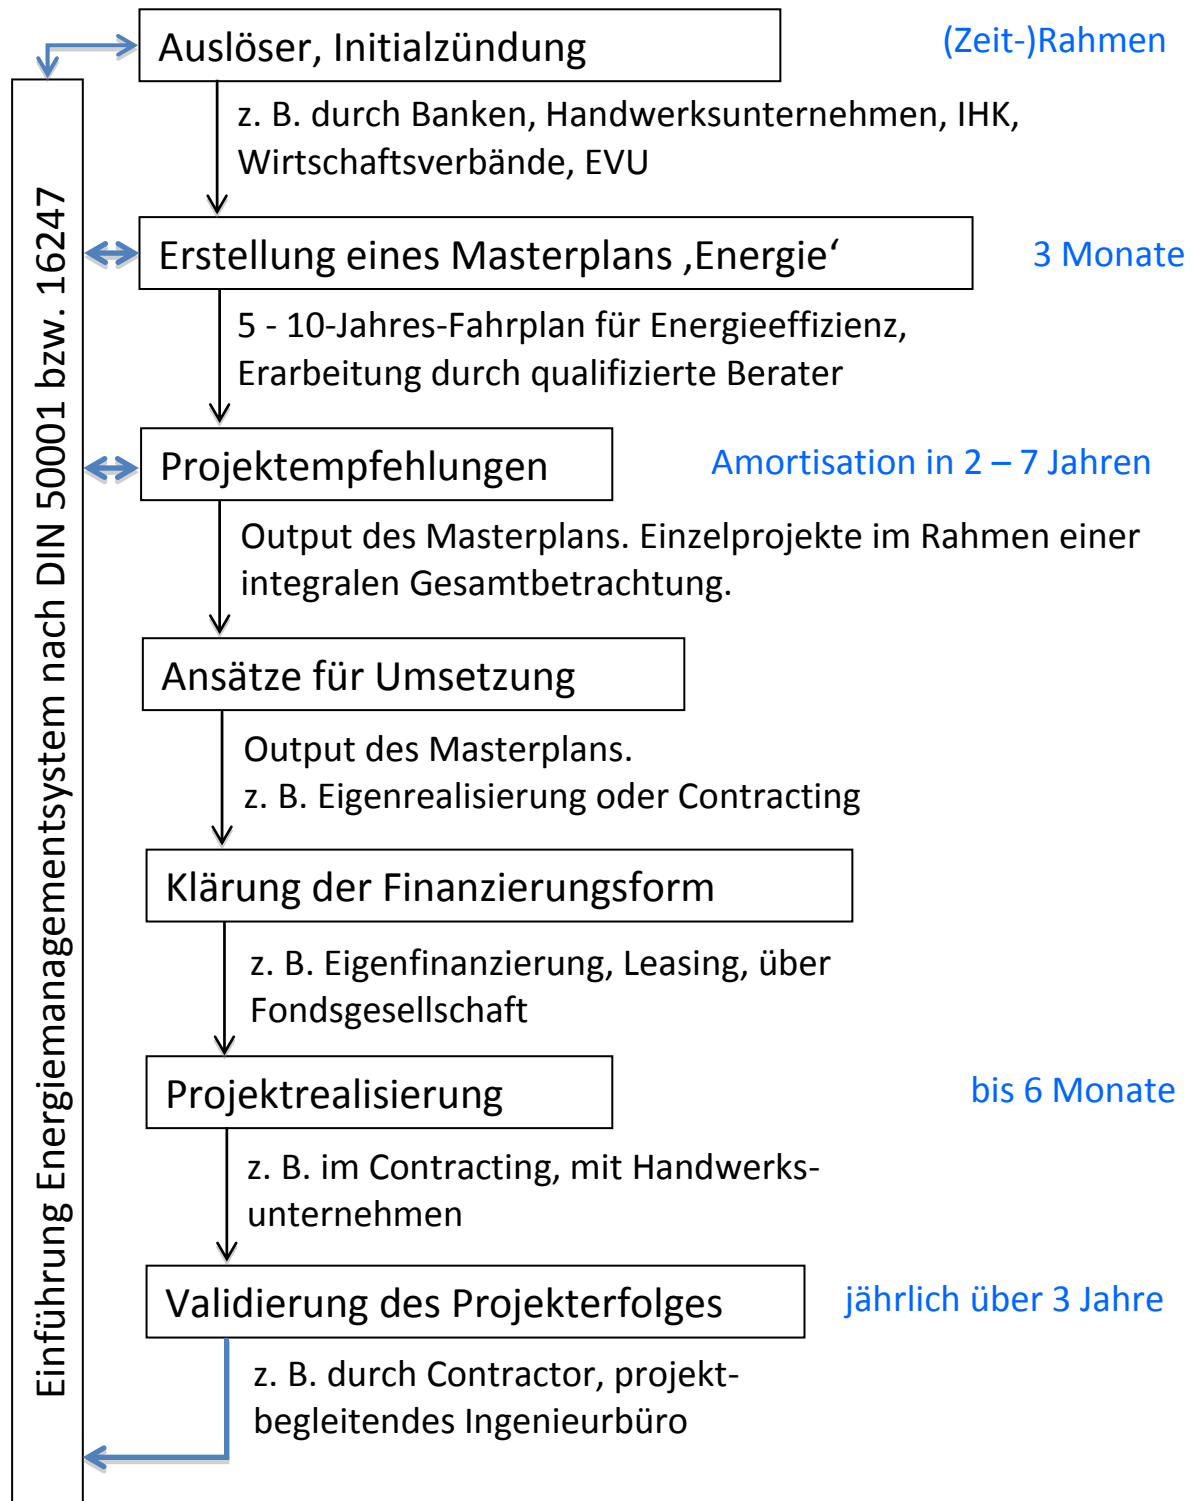 Auslöser, Initialzündung
(Zeit-)Rahmen
z. B. durch Banken, Handwerksunternehmen, IHK,
Wirtschaftsverbände, EVU
Erstellung eines Masterplans ‚Energie‘
3 Monate
5 - 10-Jahres-Fahrplan für Energieeffizienz,
Erarbeitung durch qualifizierte Berater
Projektempfehlungen
Amortisation in 2 – 7 Jahren
Output des Masterplans. Einzelprojekte im Rahmen einer
integralen Gesamtbetrachtung.
Ansätze für Umsetzung
Output des Masterplans.
z. B. Eigenrealisierung oder Contracting
Klärung der Finanzierungsform
z. B. Eigenfinanzierung, Leasing, über
Fondsgesellschaft
Projektrealisierung
bis 6 Monate
z. B. im Contracting, mit Handwerks-
unternehmen
Validierung des Projekterfolges
jährlich über 3 Jahre
z. B. durch Contractor, projekt-
begleitendes Ingenieurbüro
Einführung Energiemanagementsystem nach DIN 50001 bzw. 16247